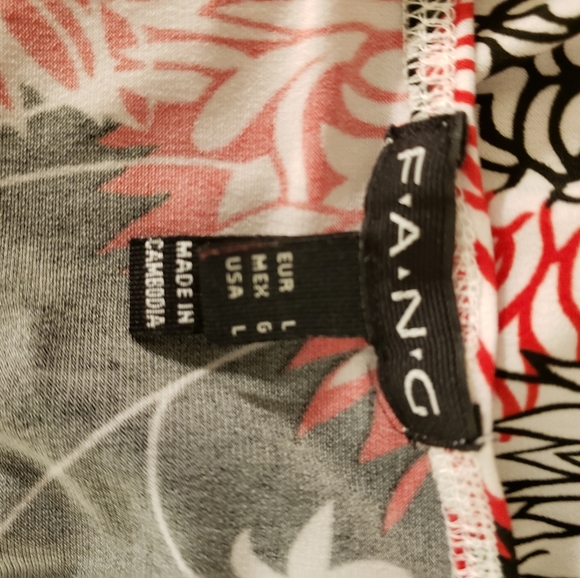 F·A·N·G
EUR L
MEX G
USA L
MADE IN
CAMBODIA